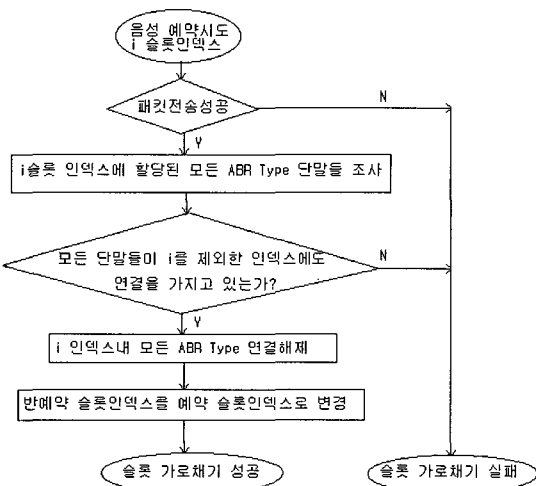 음성 예약시도
i 슬롯인덱스
패킷전송성공
N
Y
i슬롯 인덱스에 할당된 모든 ABR Type 단말들 조사
모든 단말들이 i를 제외한 인덱스에도
연결을 가지고 있는가?
N
Y
i 인덱스내 모든 ABR Type 연결해제
반예약 슬롯인덱스를 예약 슬롯인덱스로 변경
슬롯 가로채기 성공
슬롯 가로채기 실패